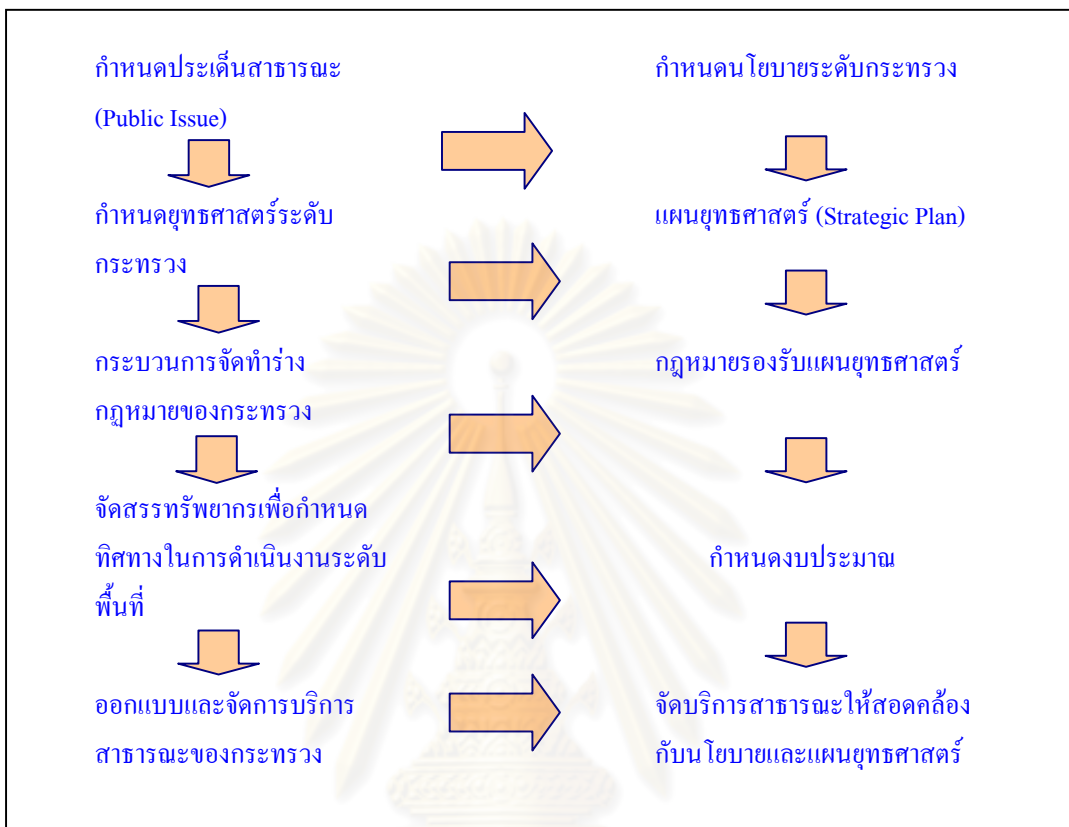 กำหนดประเด็นสาธารณะ
(Public Issue)
กำหนดนโยบายระดับกระทรวง
กำหนดยุทธศาสตร์ระดับ
กระทรวง
แผนยุทธศาสตร์ (Strategic Plan)
กระบวนการจัดทำร่าง
กฎหมายของกระทรวง
กฎหมายรองรับแผนยุทธศาสตร์
จัดสรรทรัพยากรเพื่อกำหนด
ทิศทางในการดำเนินงานระดับ
พื้นที่
กำหนดงบประมาณ
ออกแบบและจัดการบริการ
สาธารณะของกระทรวง
จัดบริการสาธารณะให้สอดคล้อง
กับนโยบายและแผนยุทธศาสตร์